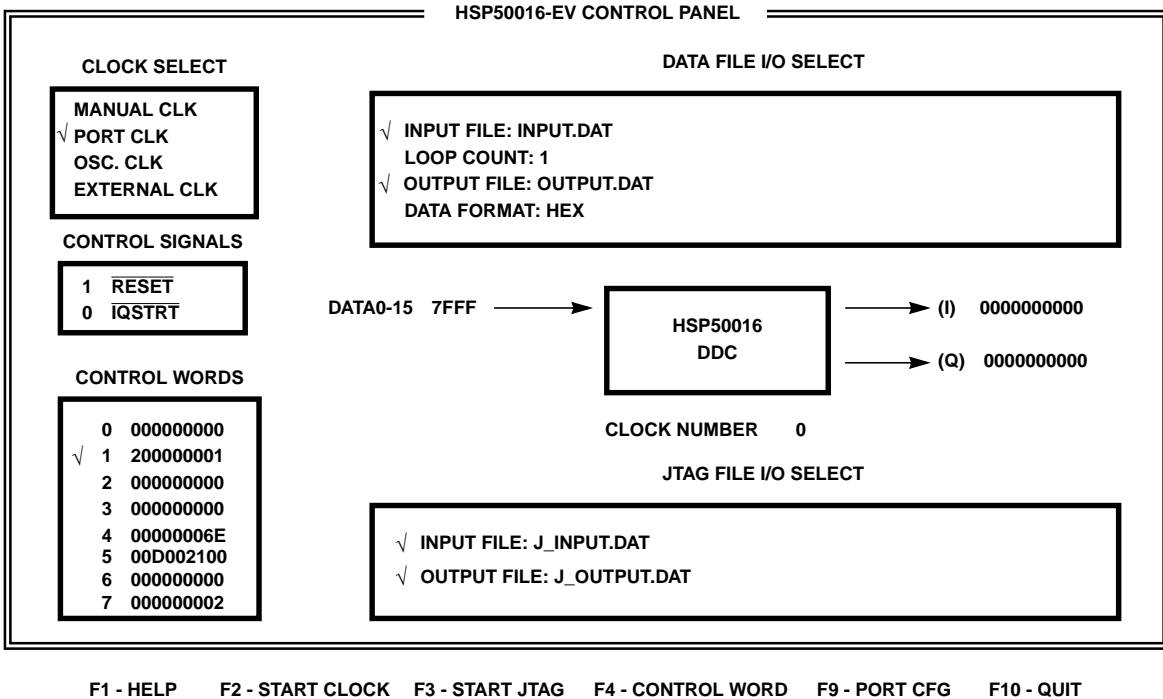 HSP50016-EV CONTROL PANEL
CLOCK SELECT
MANUAL CLK
√ PORT CLK
OSC. CLK
EXTERNAL CLK
CONTROL SIGNALS
1 R̅E̅S̅E̅T̅
0 I̅Q̅S̅T̅R̅T̅
CONTROL WORDS
0 000000000
√ 1 200000001
2 000000000
3 000000000
4 00000006E
5 00D002100
6 000000000
7 000000002
DATA FILE I/O SELECT
√ INPUT FILE: INPUT.DAT
LOOP COUNT: 1
√ OUTPUT FILE: OUTPUT.DAT
DATA FORMAT: HEX
DATA0-15 7FFF
HSP50016
DDC
(I) 0000000000
(Q) 0000000000
CLOCK NUMBER 0
JTAG FILE I/O SELECT
√ INPUT FILE: J_INPUT.DAT
√ OUTPUT FILE: J_OUTPUT.DAT
F1 - HELP F2 - START CLOCK F3 - START JTAG F4 - CONTROL WORD F9 - PORT CFG F10 - QUIT